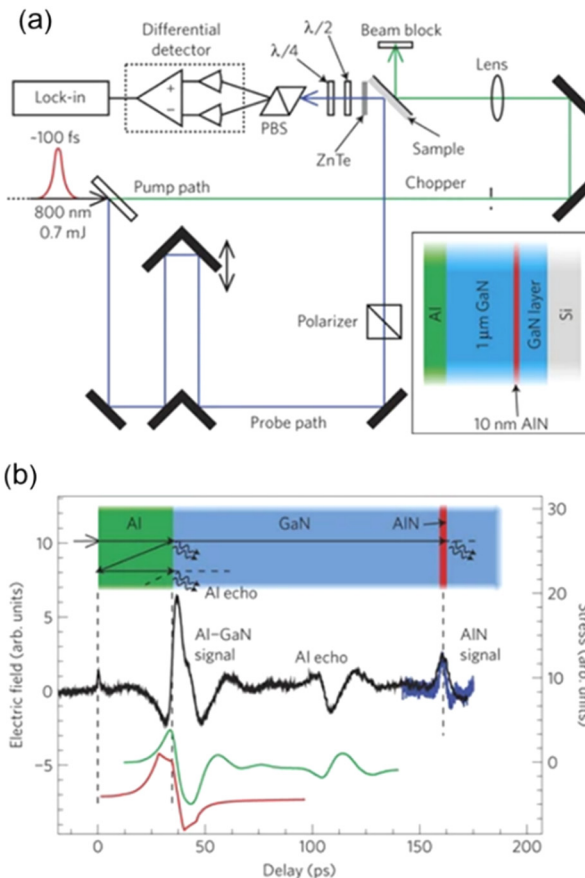 (a)
Differential
detector
λ/4
λ/2
Beam block
Lens
Lock-in
+
−
PBS
ZnTe
Sample
~100 fs
Pump path
Chopper
800 nm
0.7 mJ
Polarizer
Probe path
Al
1 μm GaN
GaN layer
Si
10 nm AlN
(b)
Al
GaN
AlN
Al echo
Al–GaN
signal
Al echo
AlN
signal
Electric field (arb. units)
10
5
0
−5
Stress (arb. units)
30
20
10
0
0
50
100
150
200
Delay (ps)